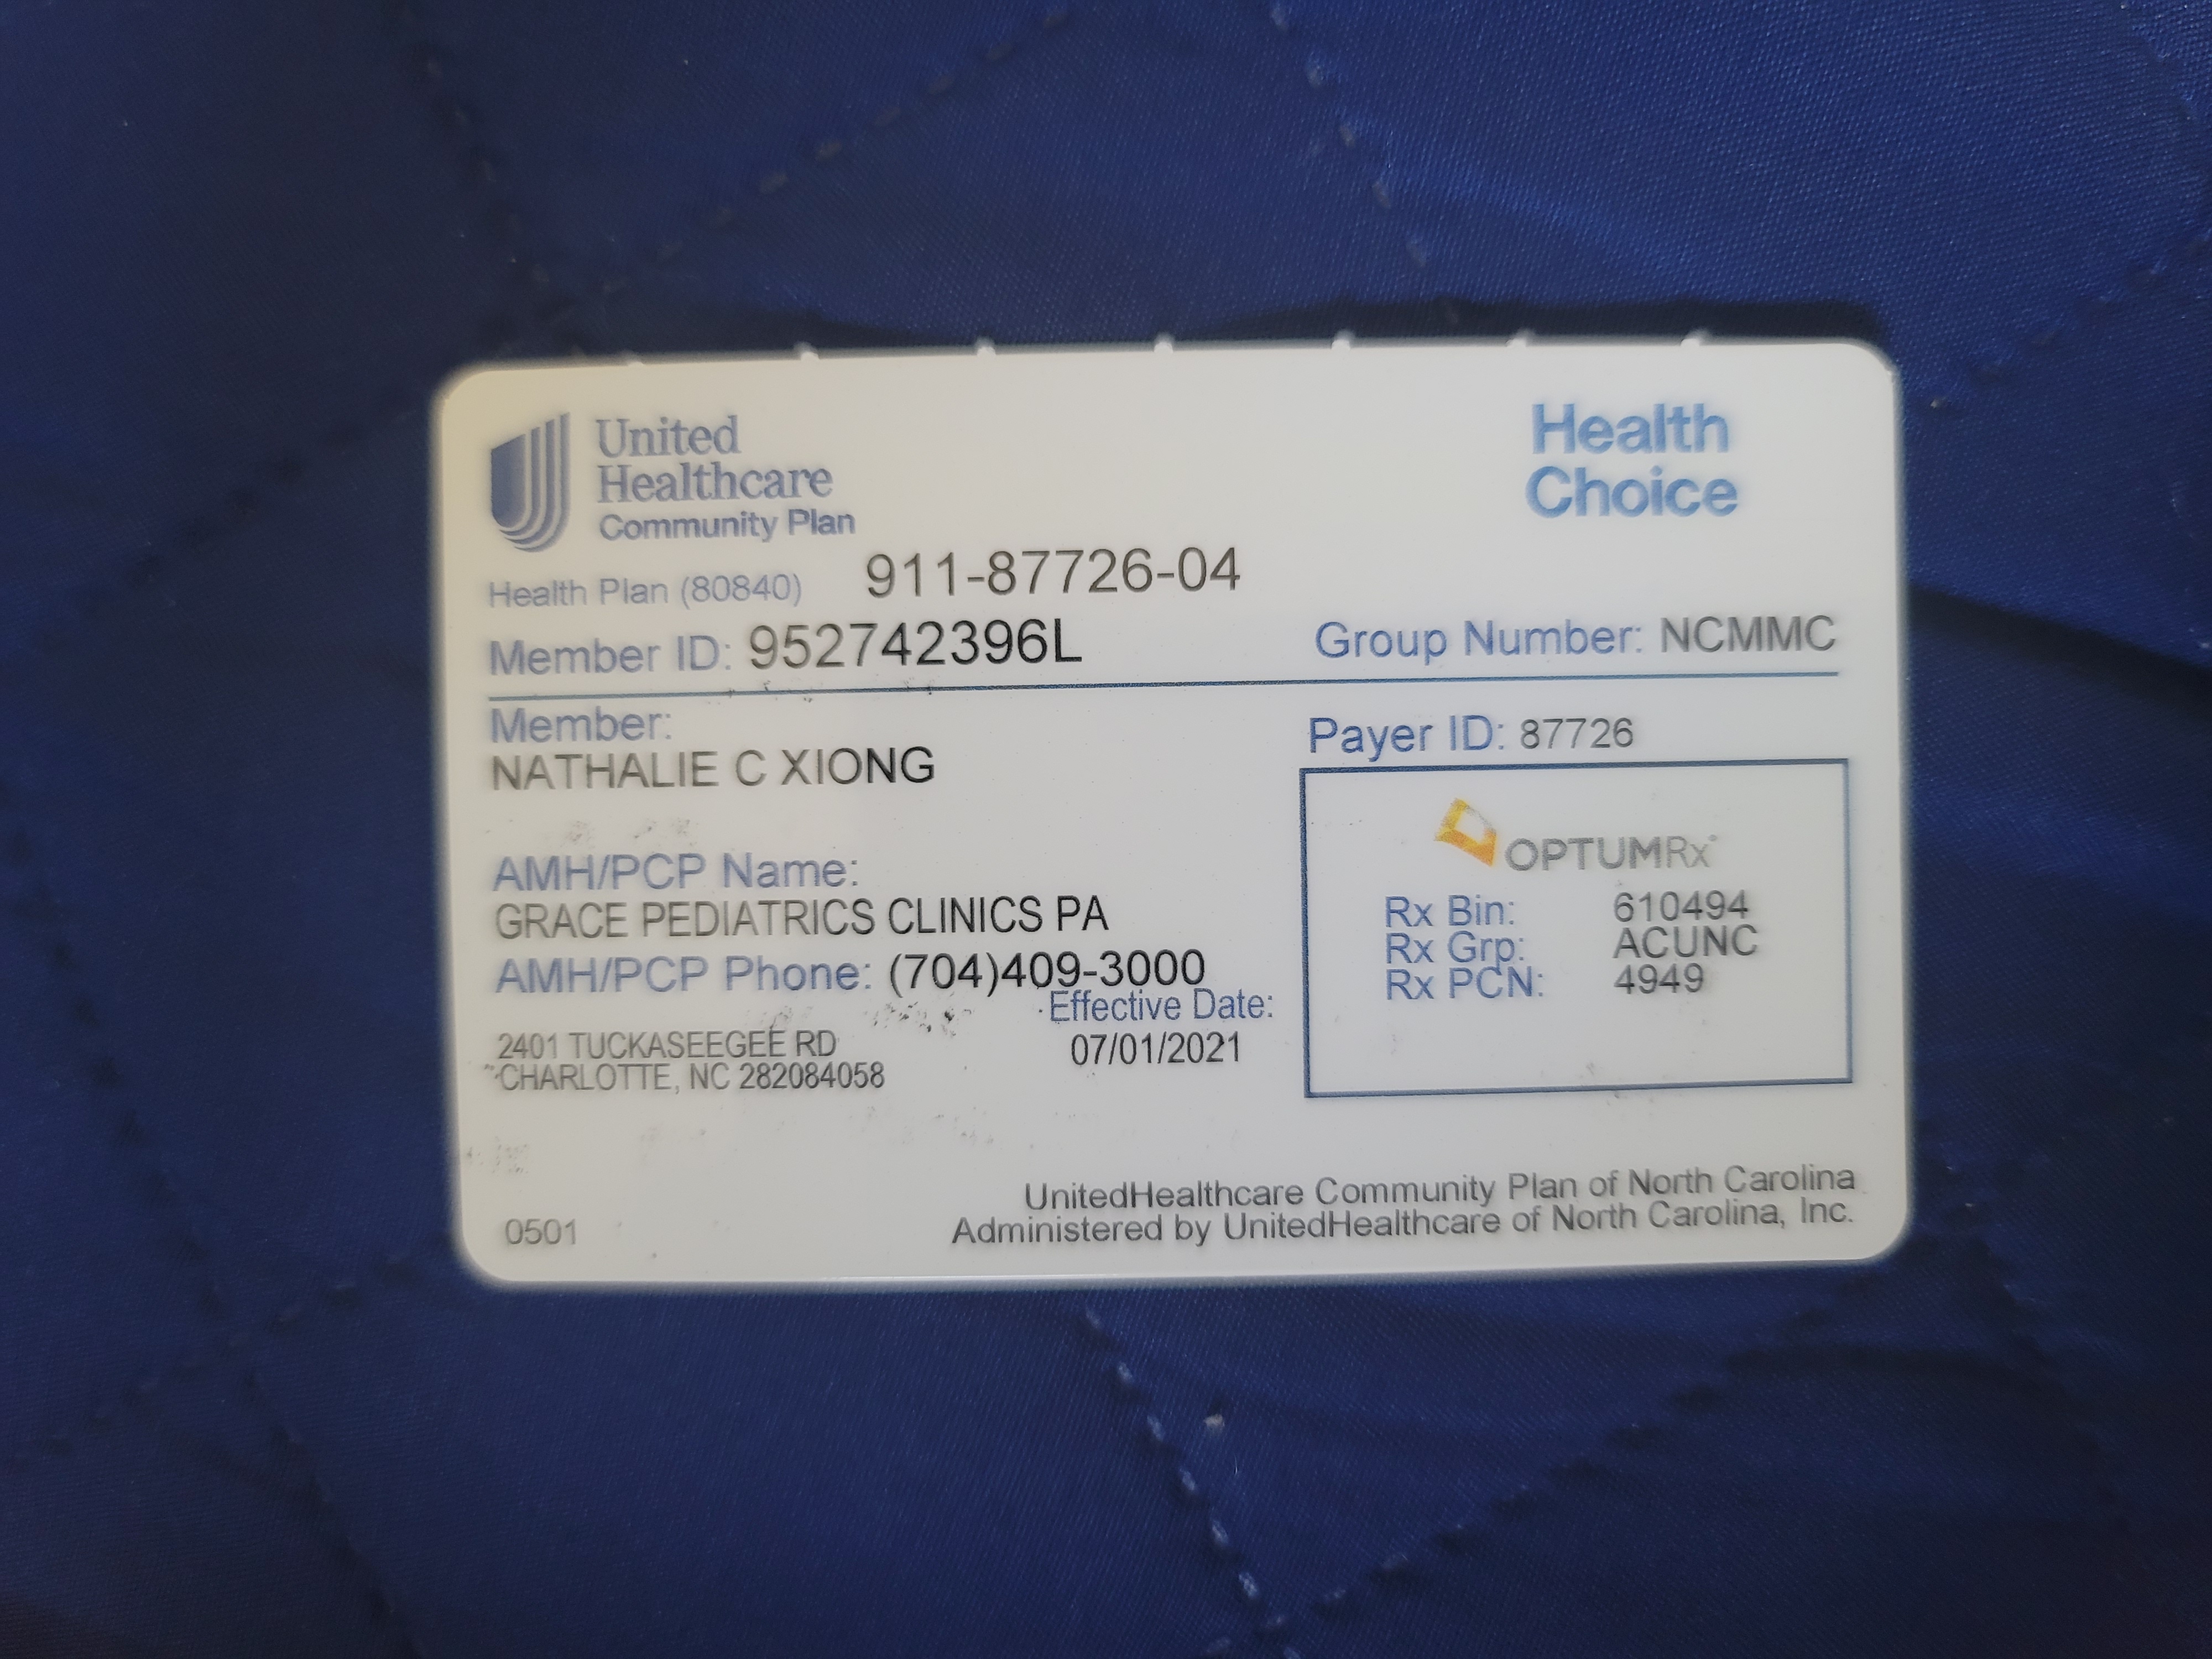 United
Healthcare
Community Plan
Health
Choice
Health Plan (80840) 911-87726-04
Member ID: 952742396L
Group Number: NCMMC
Member:
NATHALIE C XIONG
Payer ID: 87726
AMH/PCP Name:
GRACE PEDIATRICS CLINICS PA
AMH/PCP Phone: (704)409-3000
Effective Date:
07/01/2021
2401 TUCKASEEGEE RD
CHARLOTTE, NC 282084058
OPTUMRx®
Rx Bin: 610494
Rx Grp: ACUNC
Rx PCN: 4949
0501
UnitedHealthcare Community Plan of North Carolina
Administered by UnitedHealthcare of North Carolina, Inc.